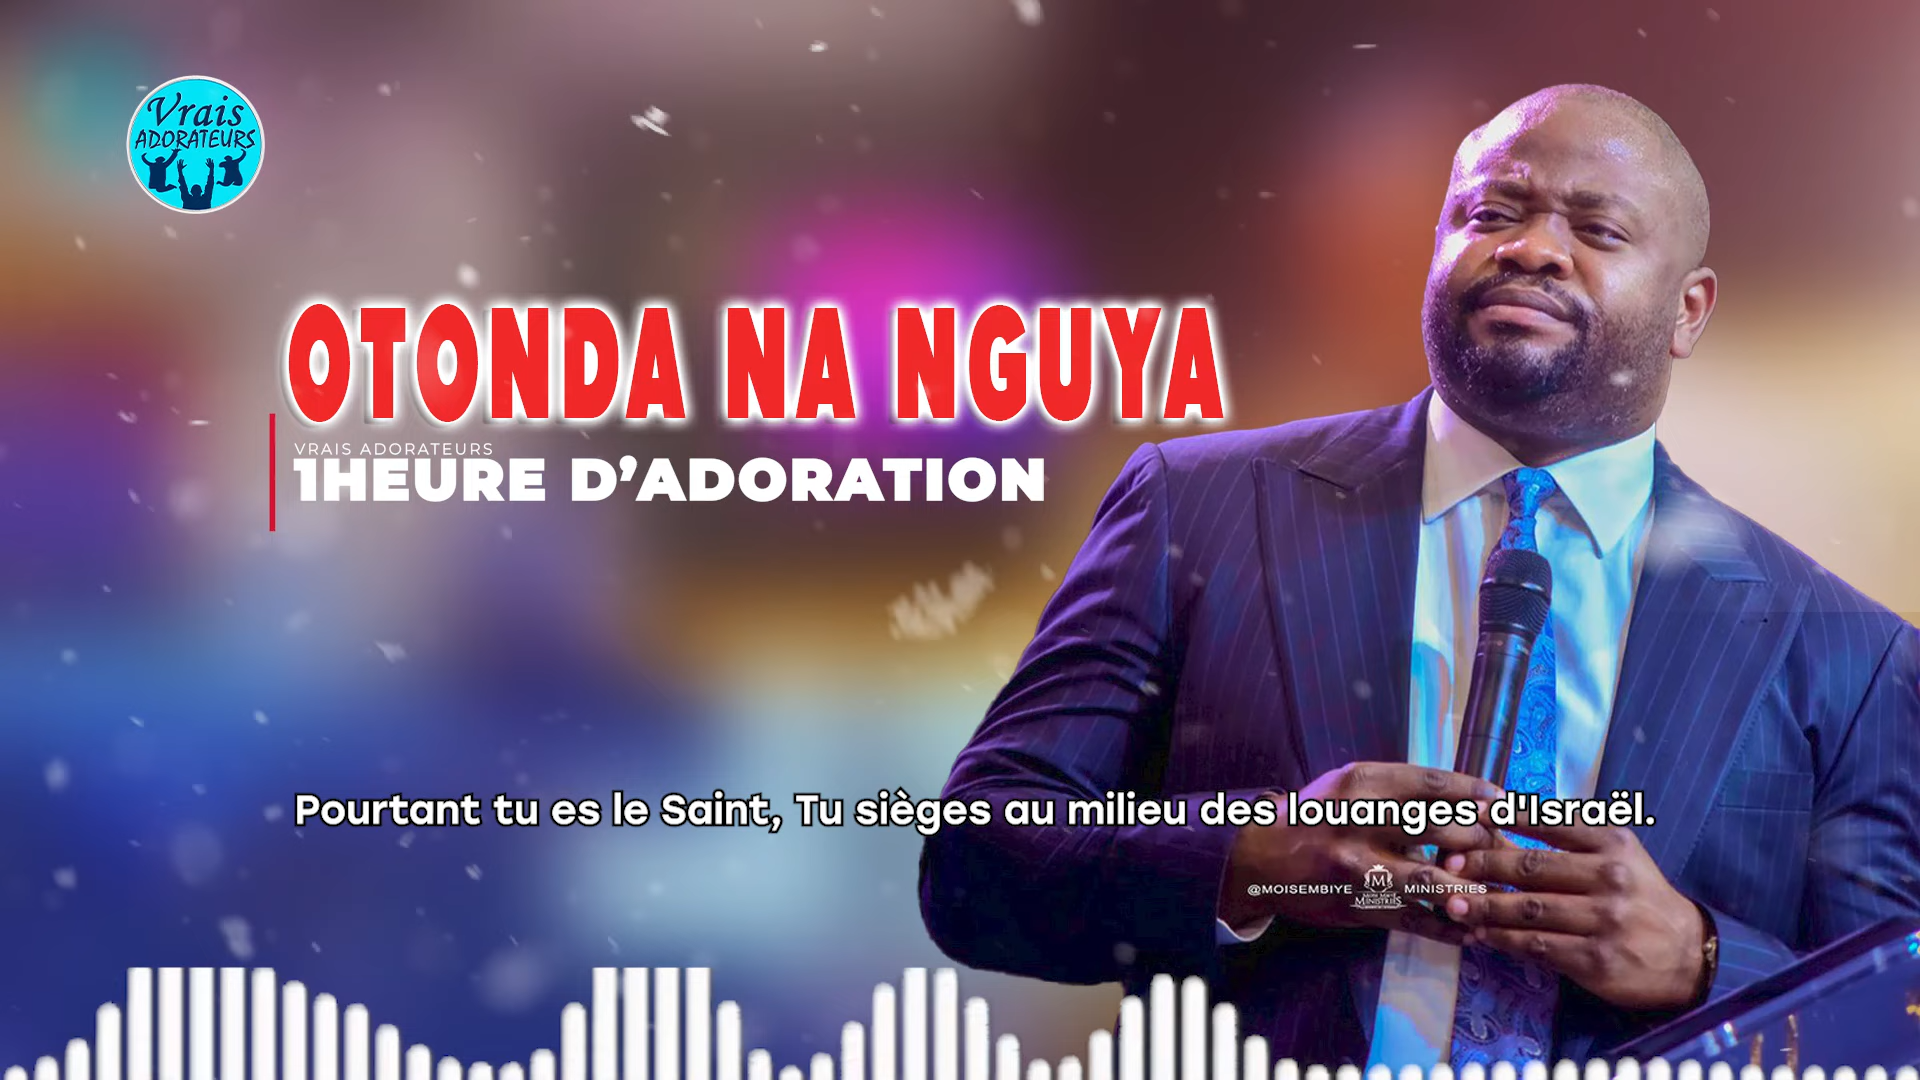 Vrais
ADORATEURS
OTONDA NA NGUYA
VRAIS ADORATEURS
1HEURE D’ADORATION
Pourtant tu es le Saint, Tu sièges au milieu des louanges d'Israël.
@MOISEMBIYE M MINISTRIES
MINISTRIES